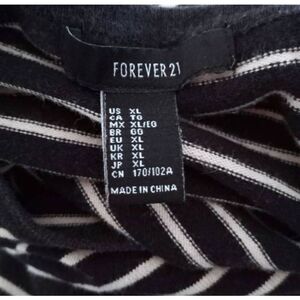 FOREVER 21
US XL
CA TG
MX XL/EG
BR GG
EU XL
UK XL
KR XL
JP XL
CN 170/102A
MADE IN CHINA